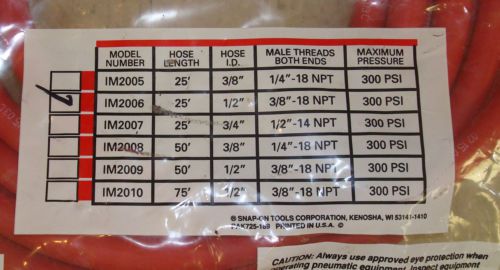 MODEL NUMBER HOSE LENGTH HOSE I.D. MALE THREADS BOTH ENDS MAXIMUM PRESSURE
IM2005 25' 3/8" 1/4"-18 NPT 300 PSI
IM2006 25' 1/2" 3/8"-18 NPT 300 PSI
IM2007 25' 3/4" 1/2"-14 NPT 300 PSI
IM2008 50' 3/8" 1/4"-18 NPT 300 PSI
IM2009 50' 1/2" 3/8"-18 NPT 300 PSI
IM2010 75' 1/2" 3/8"-18 NPT 300 PSI
® SNAP-ON TOOLS CORPORATION, KENOSHA, WI 53141-1410
PRINTED IN U.S.A. ©
CAUTION: Always use approved eye protection when
operating pneumatic equipment. Inspect equipment